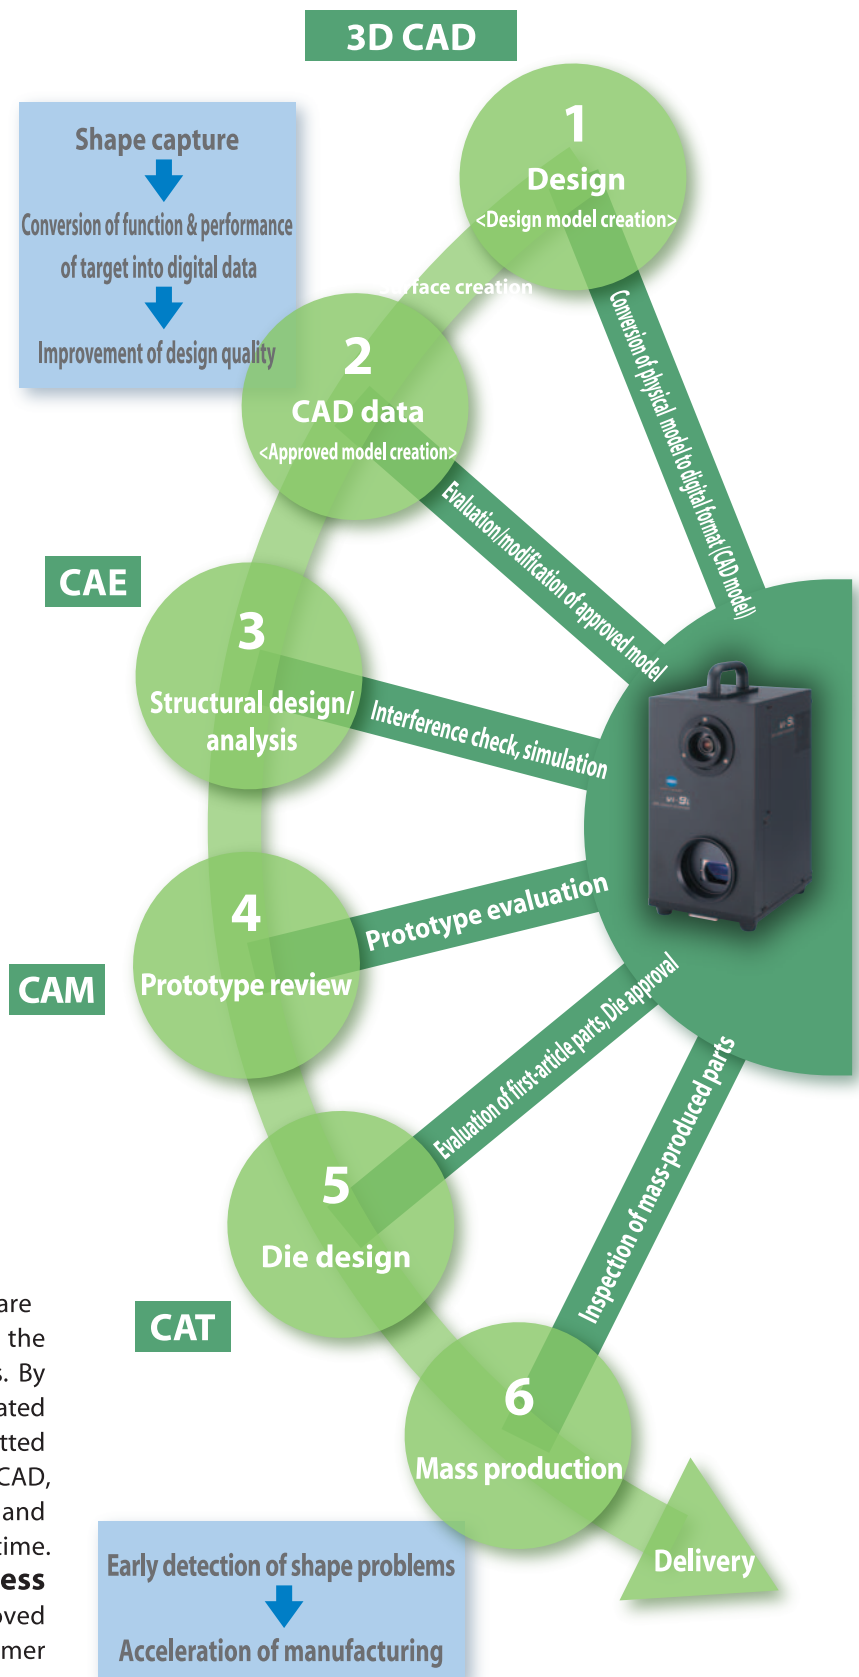 3D CAD
Shape capture
Conversion of function & performance
of target into digital data
Improvement of design quality
1
Design
<Design model creation>
Surface creation
Conversion of physical model to digital format (CAD model)
2
CAD data
<Approved model creation>
Evaluation/modification of approved model
CAE
3
Structural design/
analysis
Interference check, simulation
4
Prototype review
Prototype evaluation
CAM
5
Die design
Evaluation of first-article parts, Die approval
CAT
6
Mass production
Inspection of mass-produced parts
Delivery
Early detection of shape problems
Acceleration of manufacturing
are
the
s. By
ated
tted
CAD,
and
time.
ess
oved
mer